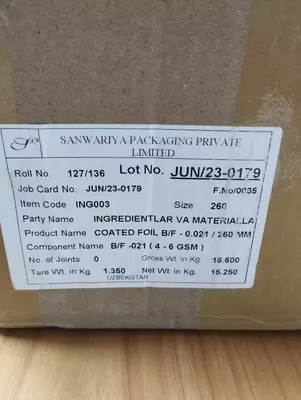 SANWARIYA PACKAGING PRIVATE
LIMITED
Roll No. 127/136 Lot No. JUN/23-0179
Job Card No. JUN/23-0179 F.No/0035
Item Code ING003 Size 260
Party Name INGREDIENTLAR VA MATERIALLA
Product Name COATED FOIL B/F - 0.021 / 260 MM
Component Name B/F -021 ( 4 - 6 GSM )
No of Joints 0 Gross Wt in Kg. 16.600
Tare Wt in Kg. 1.350 Net Wt in Kg. 15.250
UZBEKISTAN